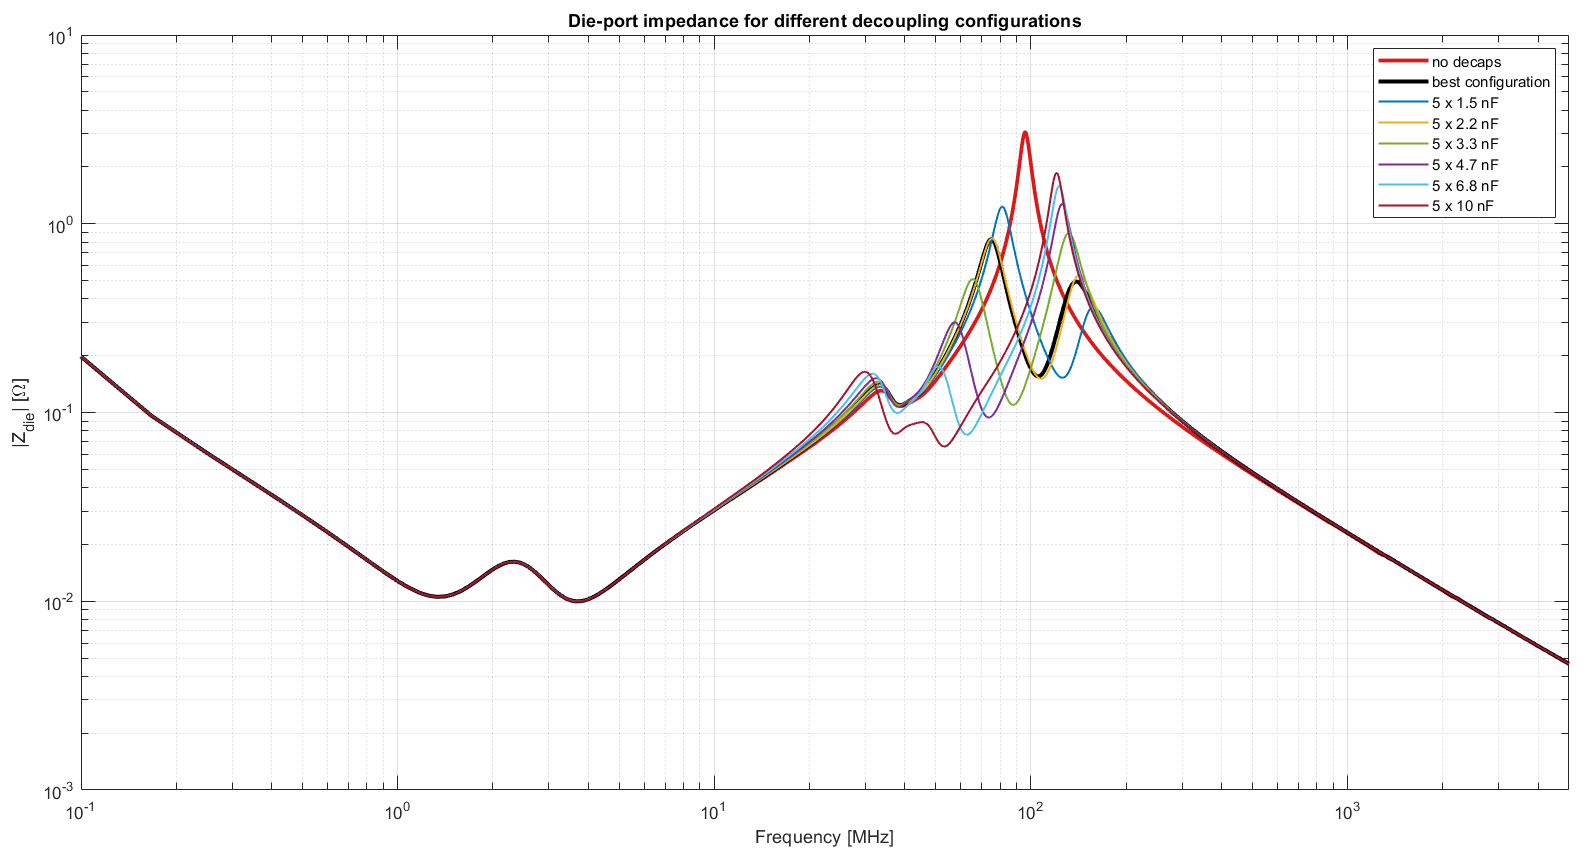 Die-port impedance for different decoupling configurations
10^1
10^0
10^-1
10^-2
10^-3
|Z_die| [Ω]
no decaps
best configuration
5 x 1.5 nF
5 x 2.2 nF
5 x 3.3 nF
5 x 4.7 nF
5 x 6.8 nF
5 x 10 nF
10^-1 10^0 10^1 10^2 10^3
Frequency [MHz]